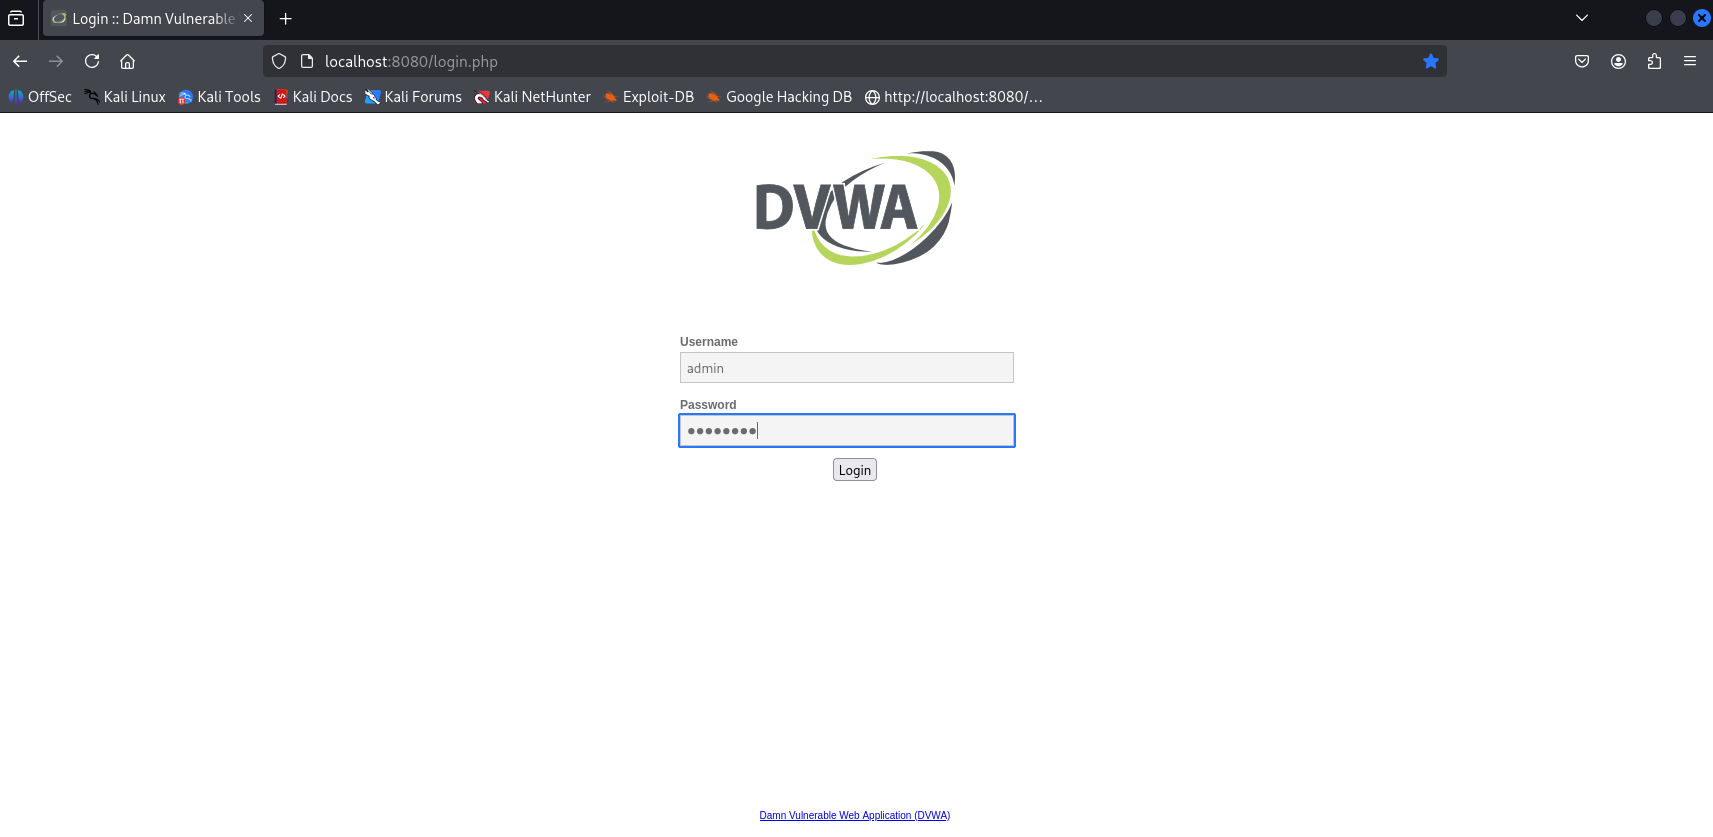 Login :: Damn Vulnerable
localhost:8080/login.php
OffSec Kali Linux Kali Tools Kali Docs Kali Forums Kali NetHunter Exploit-DB Google Hacking DB http://localhost:8080/...
DVWA
Username
admin
Password
••••••••
Login
Damn Vulnerable Web Application (DVWA)